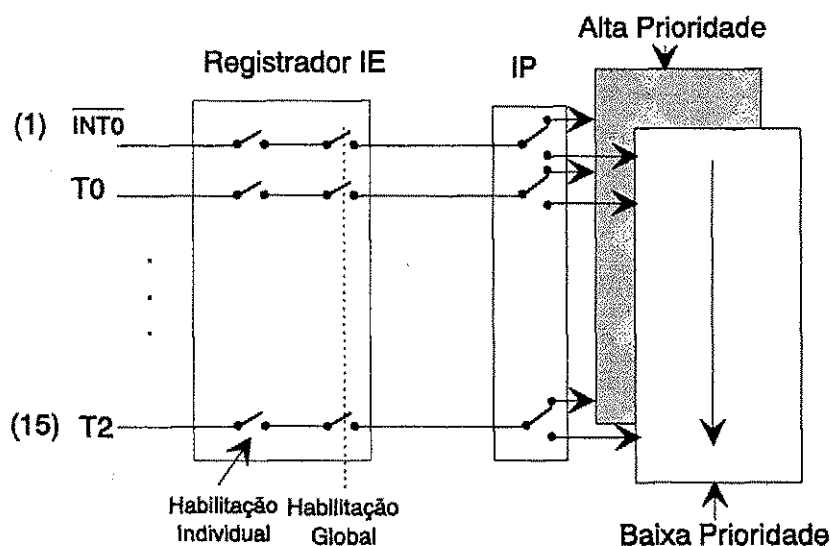 Alta Prioridade
Registrador IE
IP
(1) INT0
T0
(15) T2
Habilitação
Individual
Habilitação
Global
Baixa Prioridade